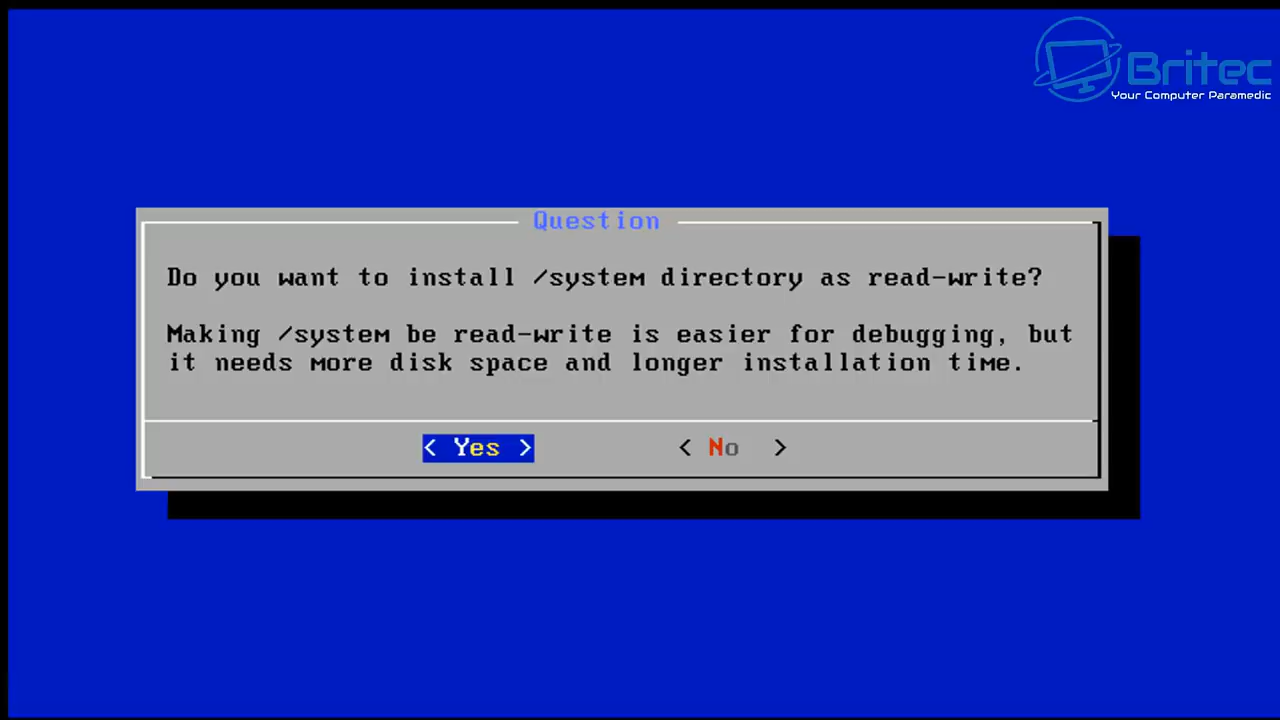 Britec
Your Computer Paramedic
Question
Do you want to install /system directory as read-write?
Making /system be read-write is easier for debugging, but
it needs more disk space and longer installation time.
< Yes > < No >